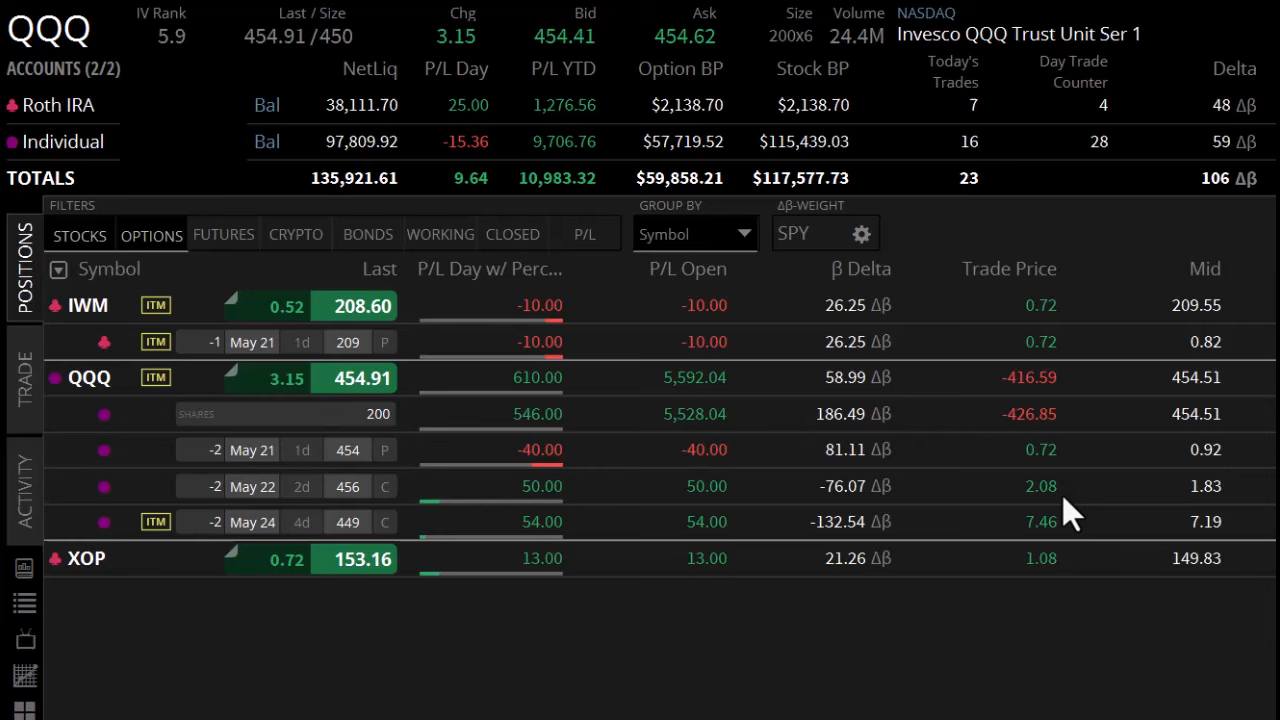 QQQ IV Rank Last / Size Chg Bid Ask Size Volume NASDAQ
5.9 454.91 / 450 3.15 454.41 454.62 200x6 24.4M Invesco QQQ Trust Unit Ser 1
ACCOUNTS (2/2) NetLiq P/L Day P/L YTD Option BP Stock BP Today's Trades Day Trade Counter Delta
Roth IRA Bal 38,111.70 25.00 1,276.56 $2,138.70 $2,138.70 7 4 48 Δβ
Individual Bal 97,809.92 -15.36 9,706.76 $57,719.52 $115,439.03 16 28 59 Δβ
TOTALS 135,921.61 9.64 10,983.32 $59,858.21 $117,577.73 23 106 Δβ
FILTERS GROUP BY Δβ-WEIGHT
STOCKS OPTIONS FUTURES CRYPTO BONDS WORKING CLOSED P/L Symbol SPY
POSITIONS
TRADE
ACTIVITY
Symbol Last P/L Day w/ Perc... P/L Open β Delta Trade Price Mid
IWM ITM 0.52 208.60 -10.00 -10.00 26.25 Δβ 0.72 209.55
ITM -1 May 21 1d 209 P -10.00 -10.00 26.25 Δβ 0.72 0.82
QQQ ITM 3.15 454.91 610.00 5,592.04 58.99 Δβ -416.59 454.51
SHARES 200 546.00 5,528.04 186.49 Δβ -426.85 454.51
-2 May 21 1d 454 P -40.00 -40.00 81.11 Δβ 0.72 0.92
-2 May 22 2d 456 C 50.00 50.00 -76.07 Δβ 2.08 1.83
ITM -2 May 24 4d 449 C 54.00 54.00 -132.54 Δβ 7.46 7.19
XOP 0.72 153.16 13.00 13.00 21.26 Δβ 1.08 149.83